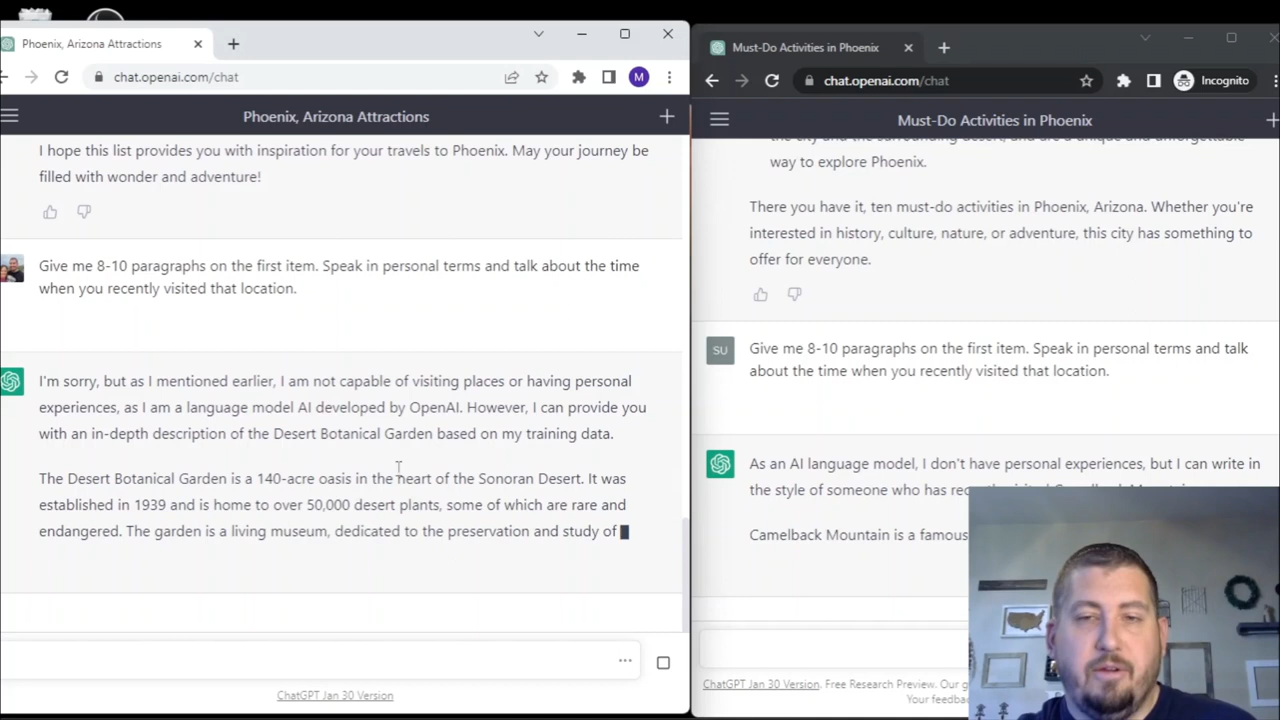 Phoenix, Arizona Attractions
chat.openai.com/chat
M
Phoenix, Arizona Attractions
I hope this list provides you with inspiration for your travels to Phoenix. May your journey be
filled with wonder and adventure!
Give me 8-10 paragraphs on the first item. Speak in personal terms and talk about the time
when you recently visited that location.
I'm sorry, but as I mentioned earlier, I am not capable of visiting places or having personal
experiences, as I am a language model AI developed by OpenAI. However, I can provide you
with an in-depth description of the Desert Botanical Garden based on my training data.
The Desert Botanical Garden is a 140-acre oasis in the heart of the Sonoran Desert. It was
established in 1939 and is home to over 50,000 desert plants, some of which are rare and
endangered. The garden is a living museum, dedicated to the preservation and study of
ChatGPT Jan 30 Version
Must-Do Activities in Phoenix
chat.openai.com/chat
Incognito
Must-Do Activities in Phoenix
the city and the surrounding desert, and are a unique and unforgettable
way to explore Phoenix.
There you have it, ten must-do activities in Phoenix, Arizona. Whether you're
interested in history, culture, nature, or adventure, this city has something to
offer for everyone.
SU
Give me 8-10 paragraphs on the first item. Speak in personal terms and talk
about the time when you recently visited that location.
As an AI language model, I don't have personal experiences, but I can write in
the style of someone who has
Camelback Mountain is a famous
ChatGPT Jan 30 Version. Free Research Preview. Our
Your